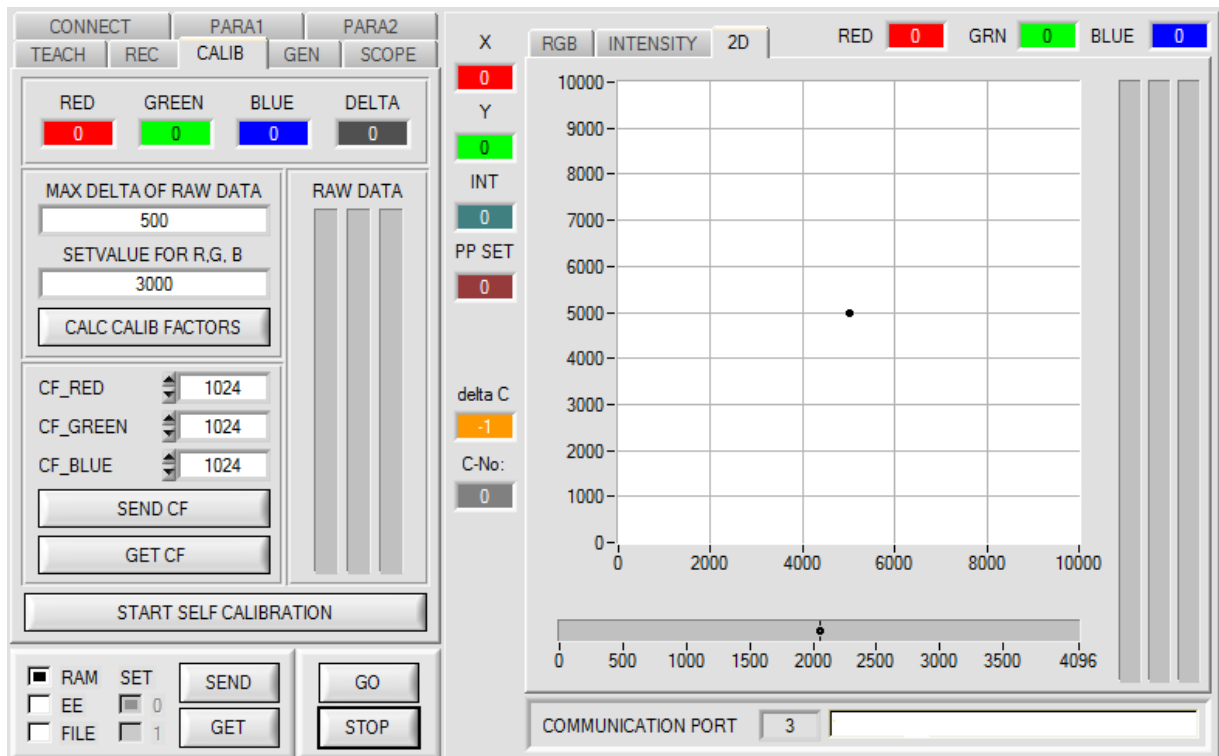 CONNECT PARA1 PARA2
TEACH REC CALIB GEN SCOPE
RED GREEN BLUE DELTA
0 0 0 0
MAX DELTA OF RAW DATA
500
SETVALUE FOR R,G, B
3000
CALC CALIB FACTORS
RAW DATA
CF_RED 1024
CF_GREEN 1024
CF_BLUE 1024
SEND CF
GET CF
START SELF CALIBRATION
RAM SET
EE 0
FILE 1
SEND
GET
GO
STOP
X
0
Y
0
INT
0
PP SET
0
delta C
-1
C-No:
0
RGB INTENSITY 2D
RED 0 GRN 0 BLUE 0
10000
9000
8000
7000
6000
5000
4000
3000
2000
1000
0
0 2000 4000 6000 8000 10000
0 500 1000 1500 2000 2500 3000 3500 4096
COMMUNICATION PORT 3